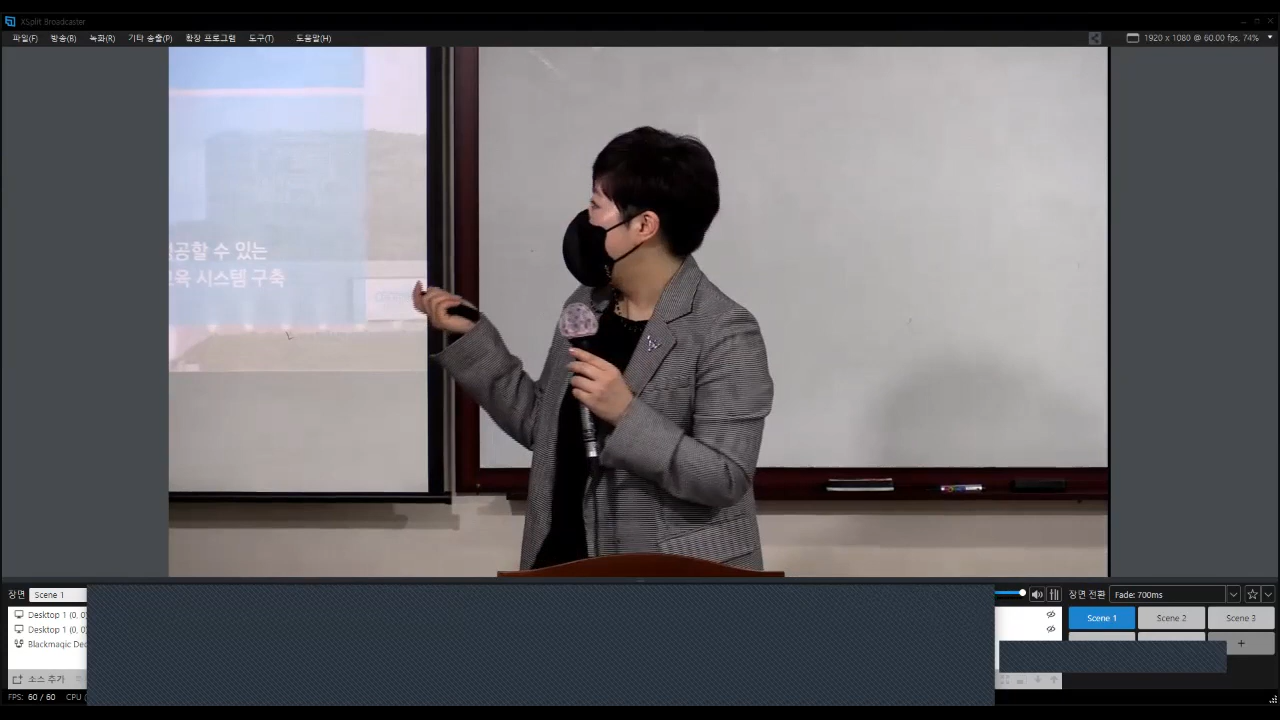 XSplit Broadcaster
파일(F) 방송(B) 녹화(R) 기타 송출(P) 확장 프로그램 도구(T) 도움말(H)
1920 x 1080 @ 60.00 fps, 74%
성공할 수 있는
교육 시스템 구축
장면 Scene 1
Desktop 1 (0, 0)
Desktop 1 (0, 0)
Blackmagic
소스 추가
FPS: 60 / 60 CPU
장면 전환 Fade: 700ms
Scene 1 Scene 2 Scene 3
+